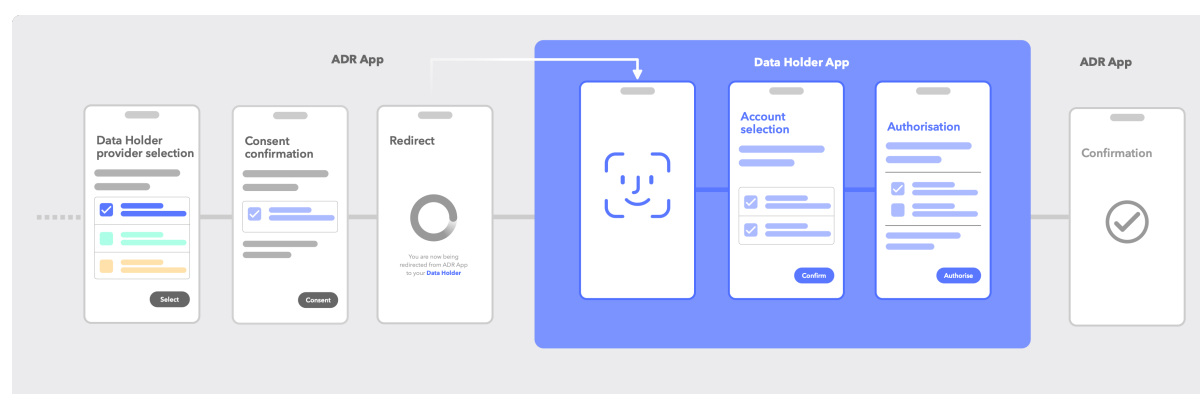 ADR App
Data Holder App
ADR App
Data Holder
provider selection
Select
Consent
confirmation
Consent
Redirect
You are now being
redirected from ADR App
to your Data Holder
Account
selection
Confirm
Authorisation
Authorise
Confirmation